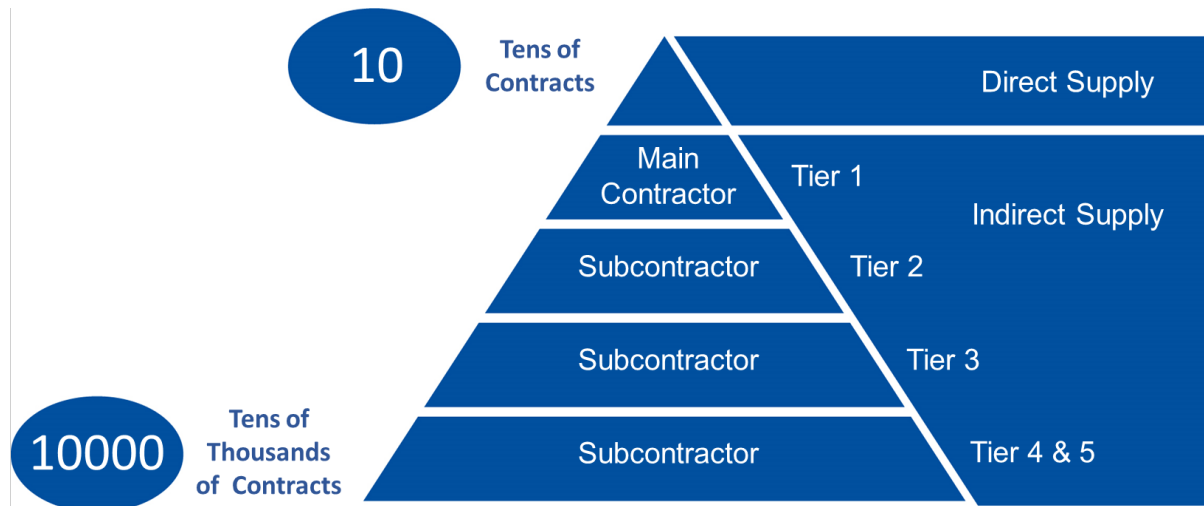 10
Tens of
Contracts
Direct Supply
Main
Contractor
Tier 1
Indirect Supply
Subcontractor
Tier 2
Subcontractor
Tier 3
10000
Tens of
Thousands
of Contracts
Subcontractor
Tier 4 & 5